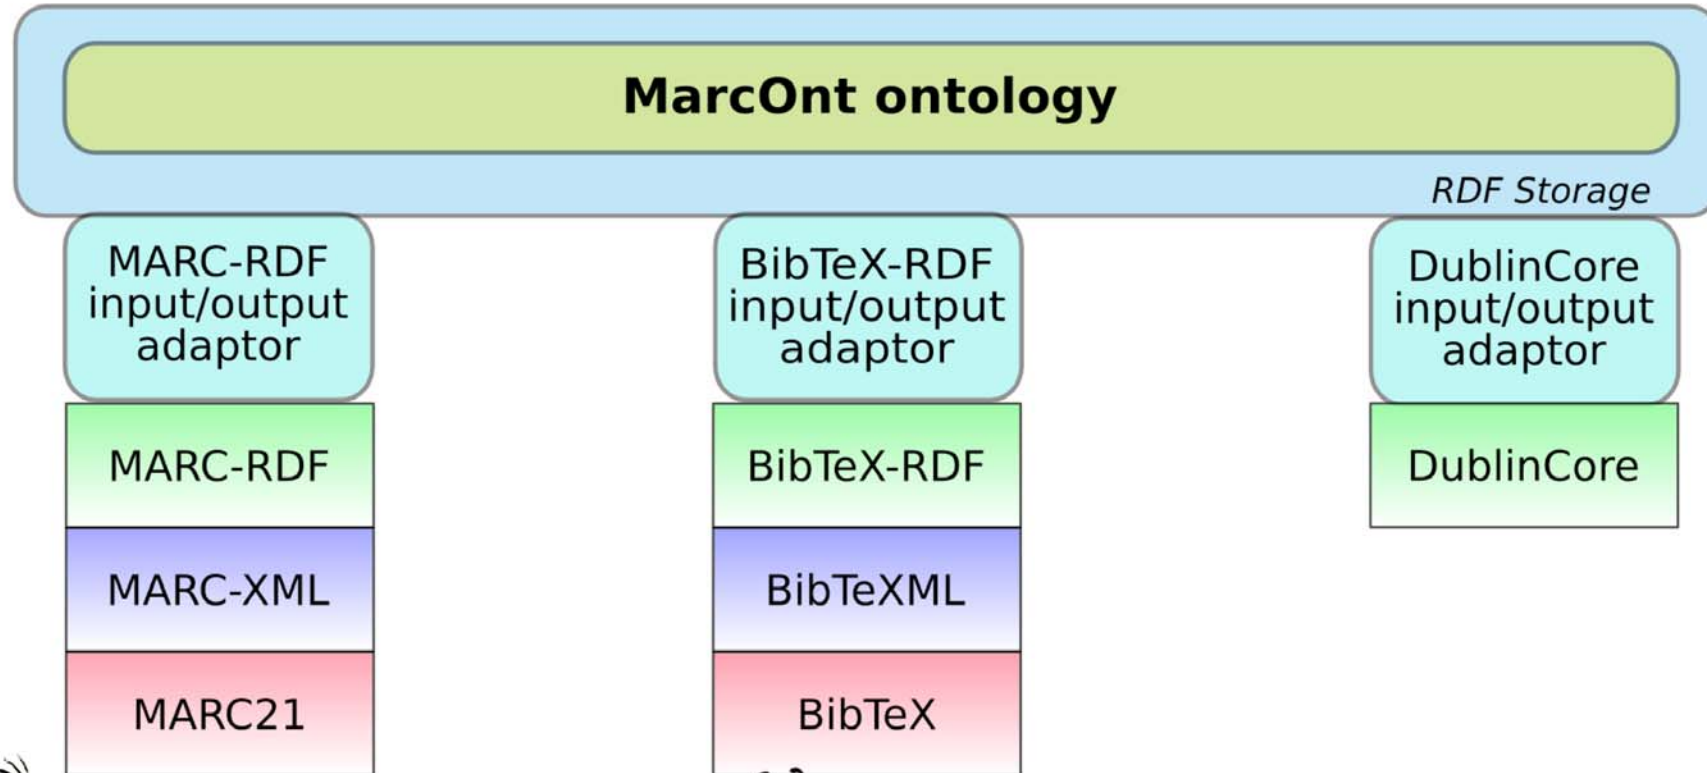 MarcOnt ontology
RDF Storage
MARC-RDF
input/output
adaptor
BibTeX-RDF
input/output
adaptor
DublinCore
input/output
adaptor
MARC-RDF
BibTeX-RDF
DublinCore
MARC-XML
BibTeXML
MARC21
BibTeX